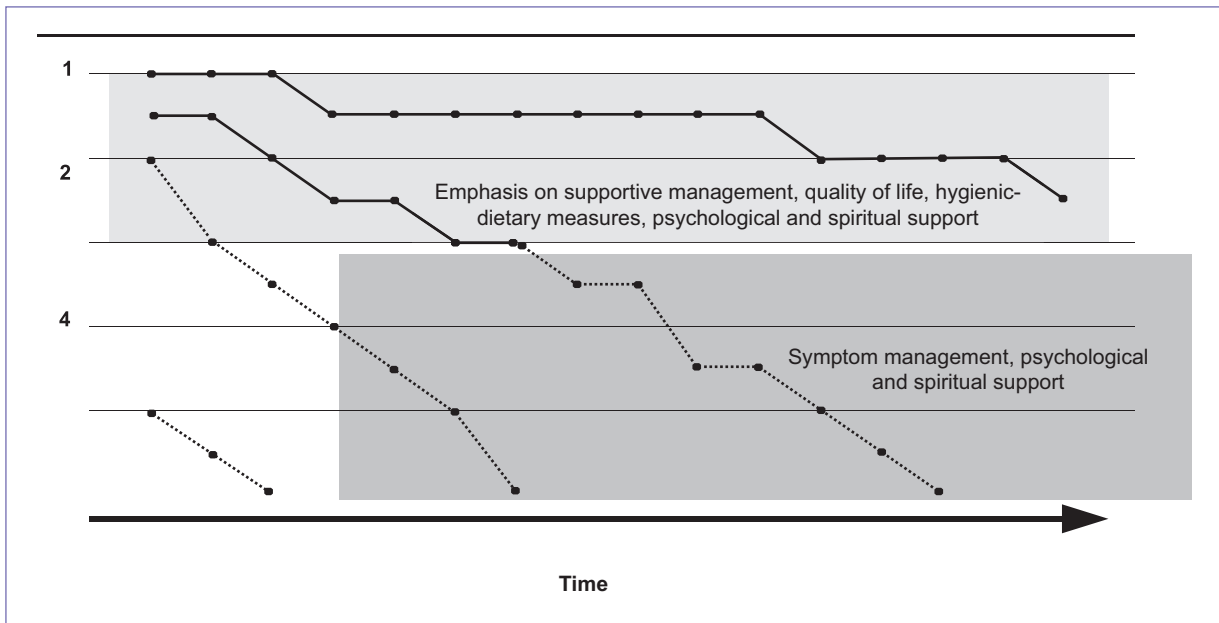 1
2
Emphasis on supportive management, quality of life, hygienic-
dietary measures, psychological and spiritual support
4
Symptom management, psychological
and spiritual support
Time